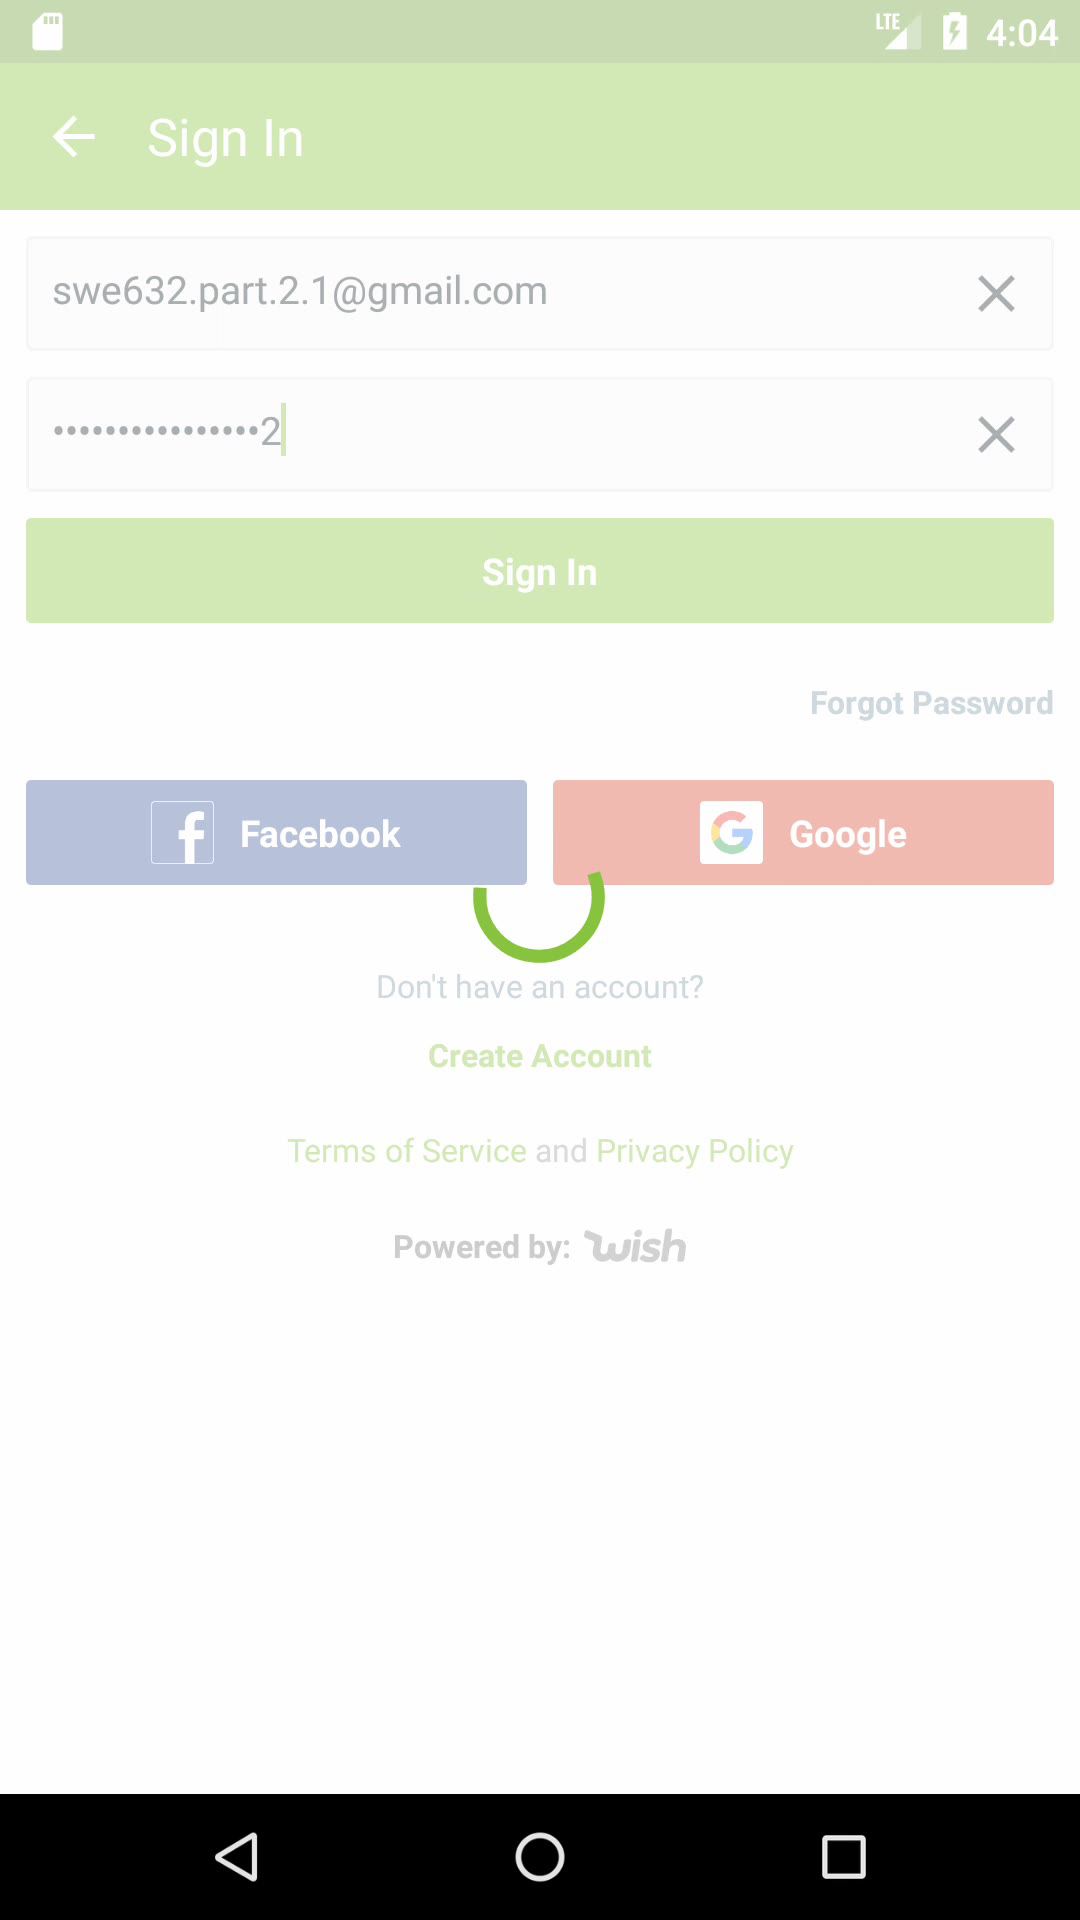 LTE 4:04
Sign In
swe632.part.2.1@gmail.com
••••••••••••••••2
Sign In
Forgot Password
Facebook Google
Don't have an account?
Create Account
Terms of Service and Privacy Policy
Powered by: wish